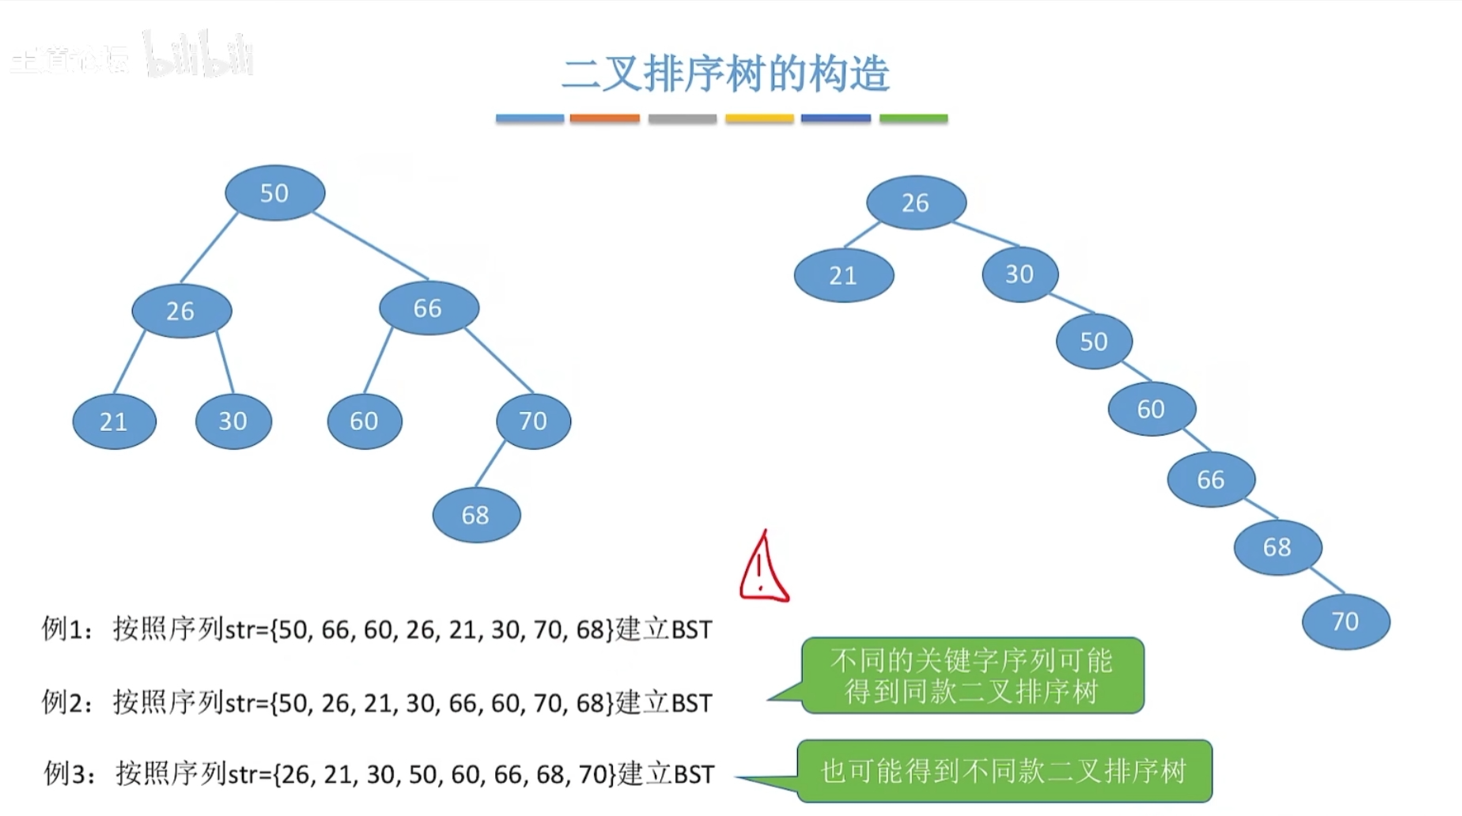 王道论坛 bilibili
二叉排序树的构造
50
26
66
21
30
60
70
68
26
21
30
50
60
66
68
70
!
例1：按照序列str={50, 66, 60, 26, 21, 30, 70, 68}建立BST
不同的关键字序列可能
得到同款二叉排序树
例2：按照序列str={50, 26, 21, 30, 66, 60, 70, 68}建立BST
例3：按照序列str={26, 21, 30, 50, 60, 66, 68, 70}建立BST
也可能得到不同款二叉排序树